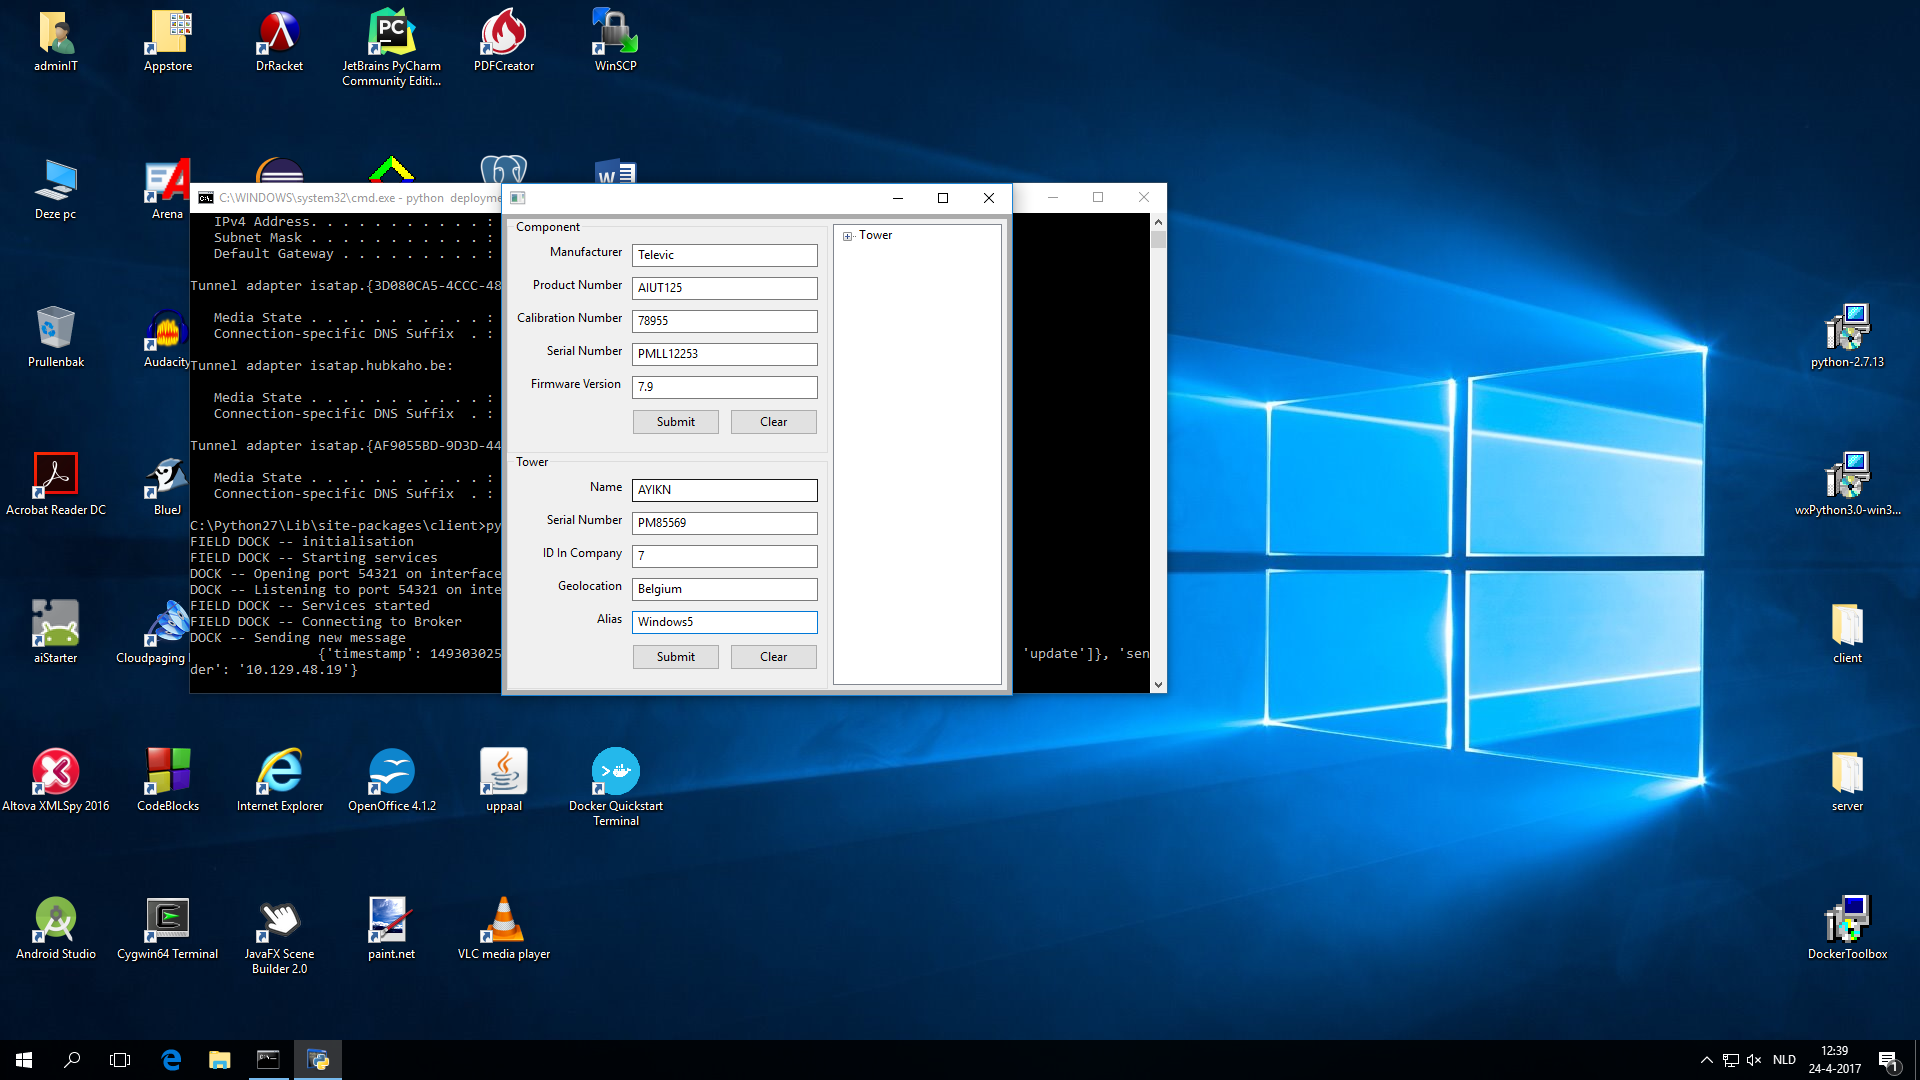 adminIT
Appstore
DrRacket
JetBrains PyCharm
Community Editi...
PDFCreator
WinSCP
Deze pc
Arena
Prullenbak
Audacity
Acrobat Reader DC
BlueJ
aiStarter
Cloudpaging
C:\WINDOWS\system32\cmd.exe - python deployme
IPv4 Address. . . . . . . . . . . :
Subnet Mask . . . . . . . . . . . :
Default Gateway . . . . . . . . . :
Tunnel adapter isatap.{3D080CA5-4CCC-48
Media State . . . . . . . . . . . :
Connection-specific DNS Suffix  . :
Tunnel adapter isatap.hubkaho.be:
Media State . . . . . . . . . . . :
Connection-specific DNS Suffix  . :
Tunnel adapter isatap.{AF9055BD-9D3D-44
Media State . . . . . . . . . . . :
Connection-specific DNS Suffix  . :
C:\Python27\Lib\site-packages\client>py
FIELD DOCK -- initialisation
FIELD DOCK -- Starting services
DOCK -- Opening port 54321 on interface
DOCK -- Listening to port 54321 on inte
FIELD DOCK -- Services started
FIELD DOCK -- Connecting to Broker
DOCK -- Sending new message
{'timestamp': 149303025 'update']}, 'sen
der': '10.129.48.19'}
Component
Manufacturer Televic
Product Number AIUT125
Calibration Number 78955
Serial Number PMLL12253
Firmware Version 7.9
Submit Clear
Tower
Name AYIKN
Serial Number PM85569
ID In Company 7
Geolocation Belgium
Alias Windows5
Submit Clear
Tower
python-2.7.13
wxPython3.0-win3...
client
server
DockerToolbox
Altova XMLSpy 2016
CodeBlocks
Internet Explorer
OpenOffice 4.1.2
uppaal
Docker Quickstart
Terminal
Android Studio
Cygwin64 Terminal
JavaFX Scene
Builder 2.0
paint.net
VLC media player
NLD
12:39
24-4-2017
1